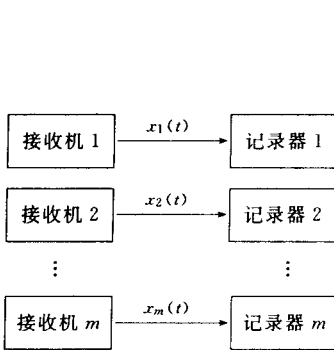 接收机 1 x₁(t) 记录器 1
接收机 2 x₂(t) 记录器 2
⋮ ⋮
接收机 m xₘ(t) 记录器 m